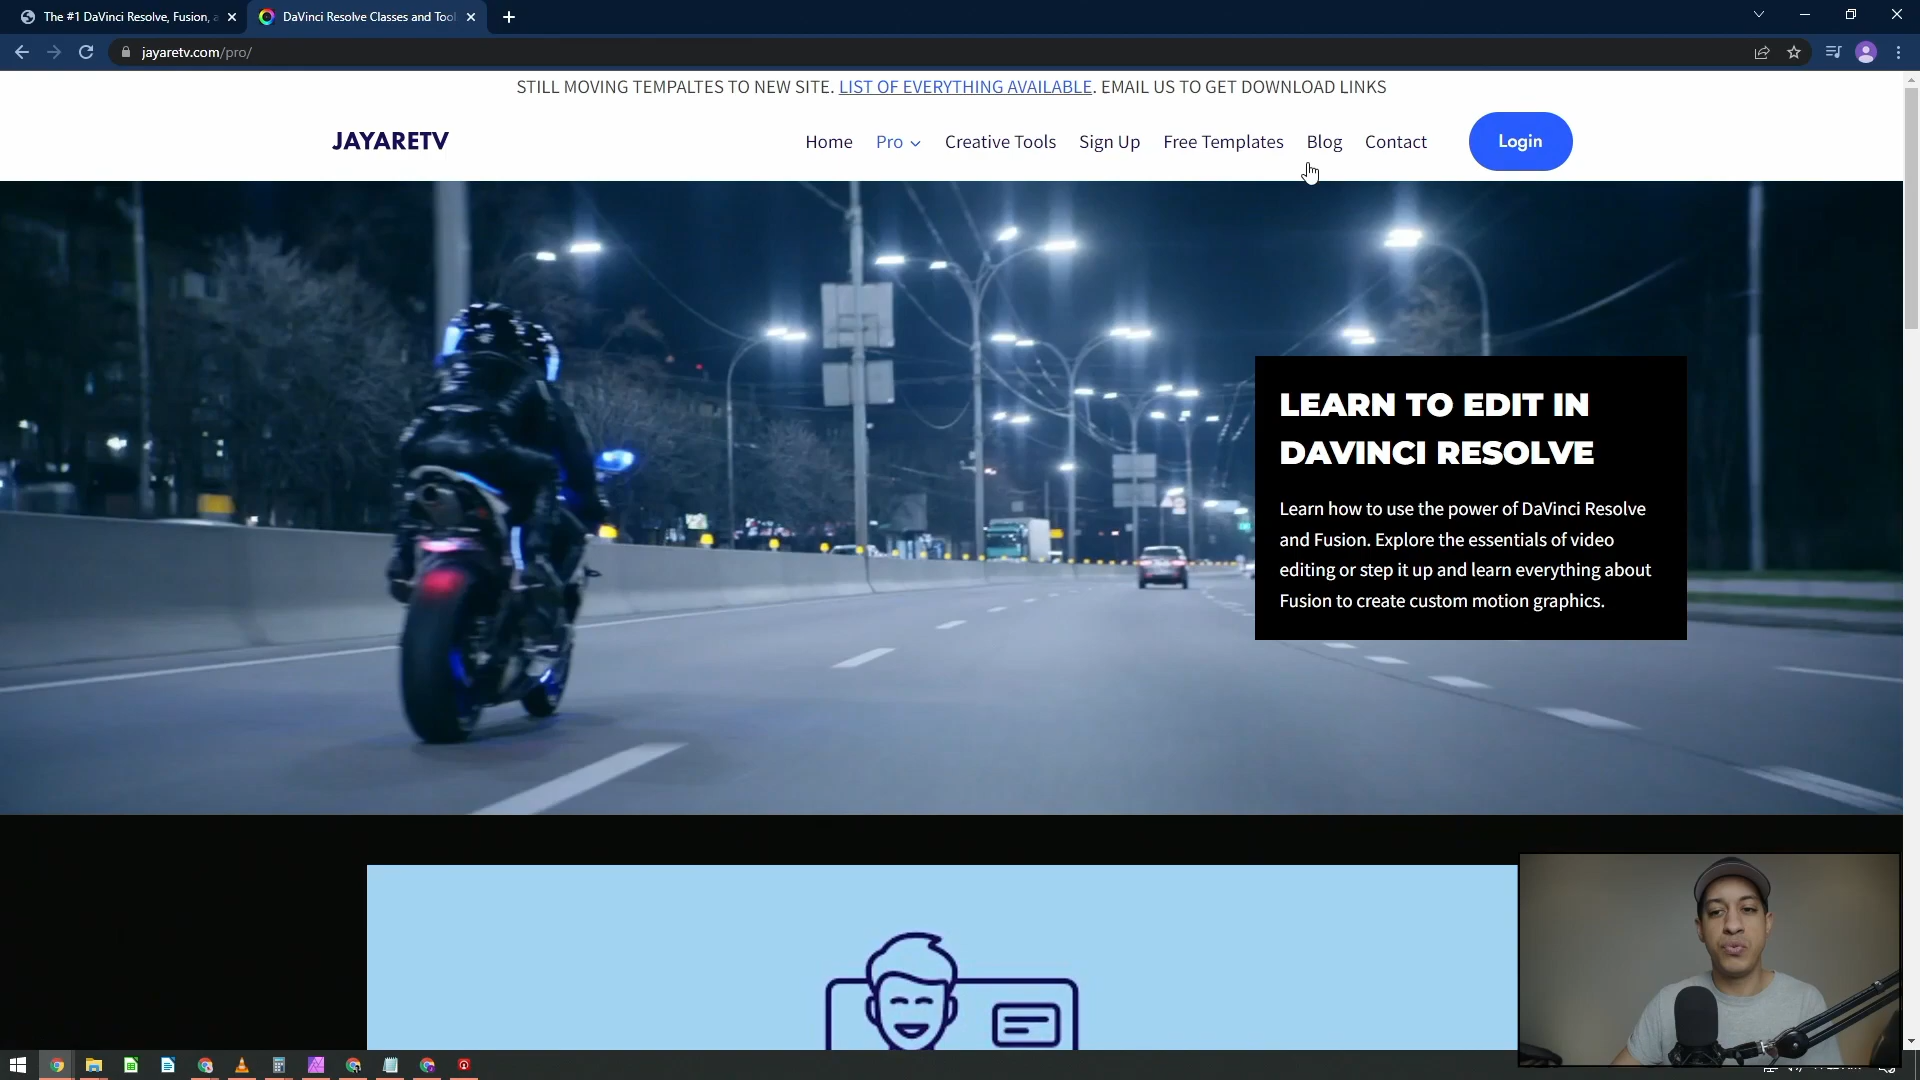 The #1 DaVinci Resolve, Fusion, a
DaVinci Resolve Classes and Tool
jayaretv.com/pro/
STILL MOVING TEMPALTES TO NEW SITE. LIST OF EVERYTHING AVAILABLE. EMAIL US TO GET DOWNLOAD LINKS
JAYARETV
Home Pro Creative Tools Sign Up Free Templates Blog Contact Login
LEARN TO EDIT IN
DAVINCI RESOLVE
Learn how to use the power of DaVinci Resolve
and Fusion. Explore the essentials of video
editing or step it up and learn everything about
Fusion to create custom motion graphics.